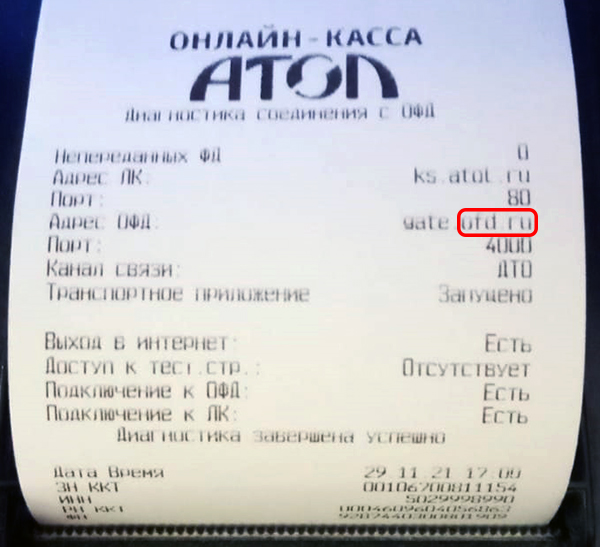 ОНЛАЙН-КАССА
АТОЛ
Диагностика соединения с ОФД
Непереданных ФД 0
Адрес ЛК: ks.atol.ru
Порт: 80
Адрес ОФД: gate.ofd.ru
Порт: 4000
Канал связи: ДТО
Транспортное приложение Запущено
Выход в интернет: Есть
Доступ к тест.стр.: Отсутствует
Подключение к ОФД: Есть
Подключение к ЛК: Есть
Диагностика завершена успешно
Дата Время 29.11.21 17:00
ЗН ККТ 00106700811154
ИНН 5029998990
РН ККТ
ФН